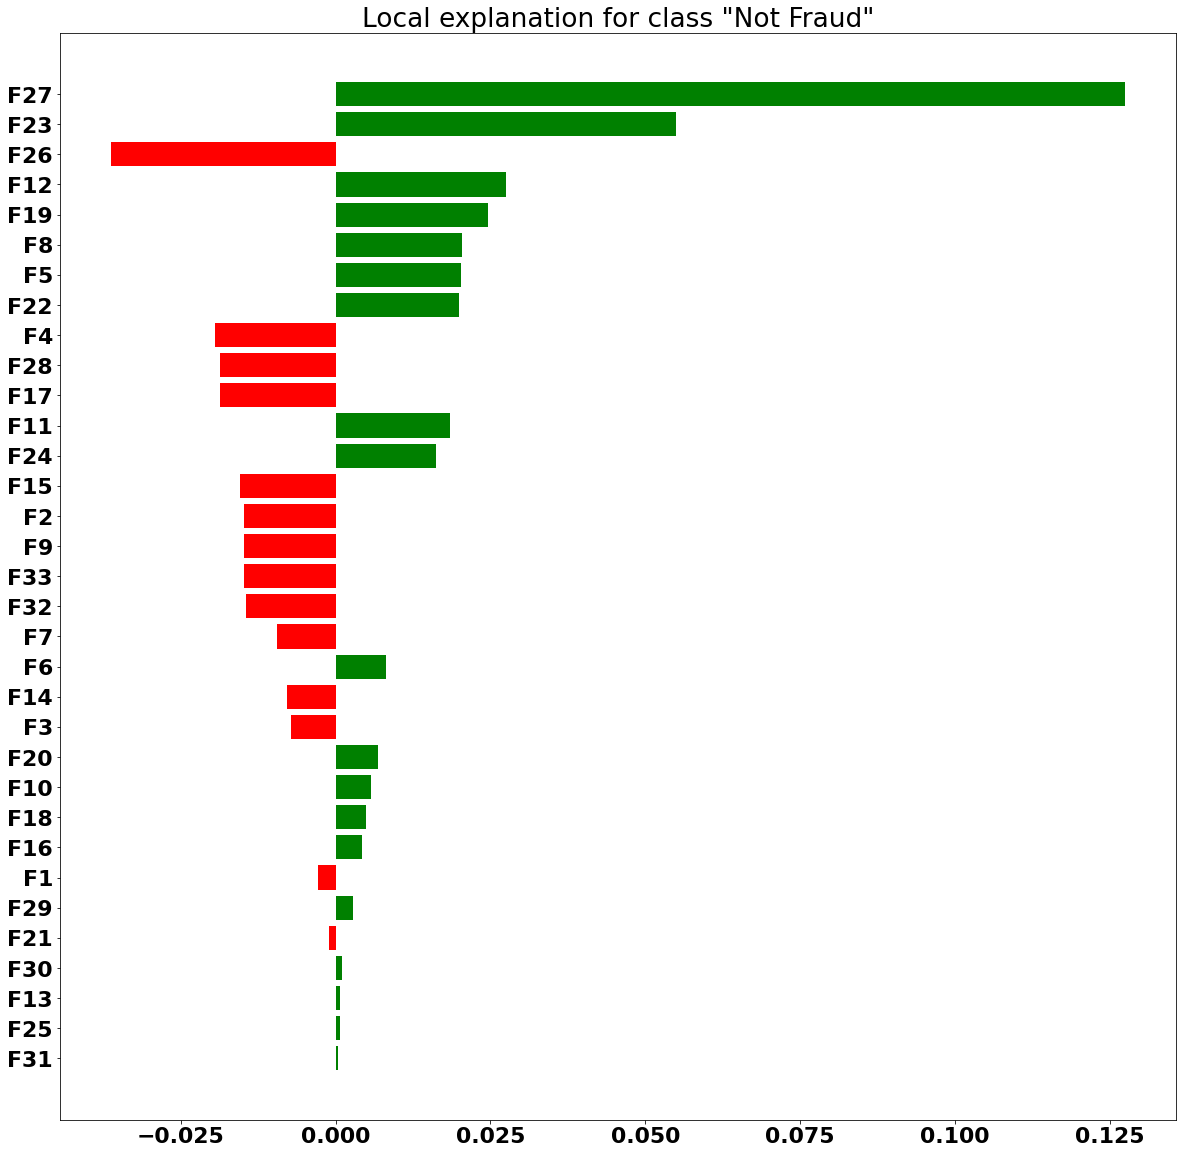 Local explanation for class "Not Fraud"
F27
F23
F26
F12
F19
F8
F5
F22
F4
F28
F17
F11
F24
F15
F2
F9
F33
F32
F7
F6
F14
F3
F20
F10
F18
F16
F1
F29
F21
F30
F13
F25
F31
−0.025 0.000 0.025 0.050 0.075 0.100 0.125